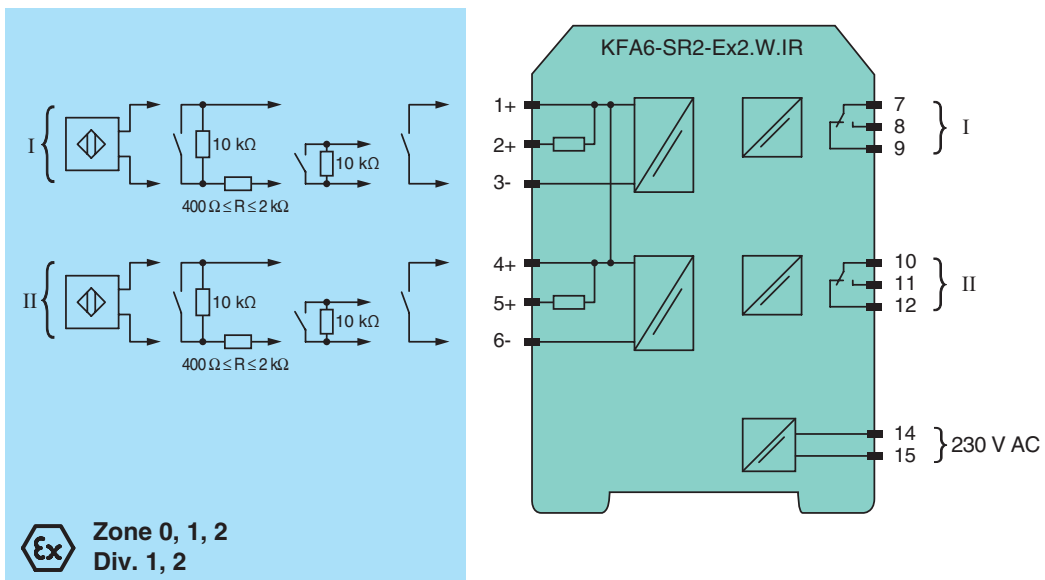 KFA6-SR2-Ex2.W.IR
I
10 kΩ
10 kΩ
400 Ω ≤ R ≤ 2 kΩ
1+
2+
3-
7
8
9
I
II
10 kΩ
10 kΩ
400 Ω ≤ R ≤ 2 kΩ
4+
5+
6-
10
11
12
II
14
15
230 V AC
Ex
Zone 0, 1, 2
Div. 1, 2